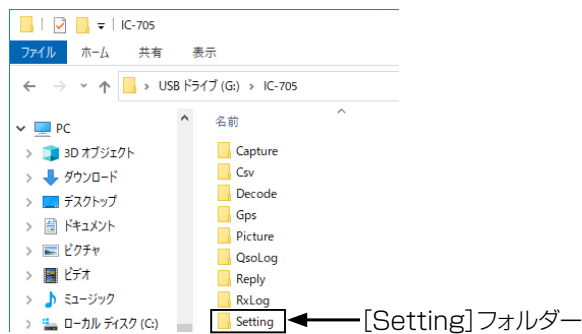 IC-705
ファイル ホーム 共有 表示
USB ドライブ (G:) > IC-705
名前
PC
3D オブジェクト
ダウンロード
デスクトップ
ドキュメント
ピクチャ
ビデオ
ミュージック
ローカル ディスク (C:)
Capture
Csv
Decode
Gps
Picture
QsoLog
Reply
RxLog
Setting
[Setting]フォルダー